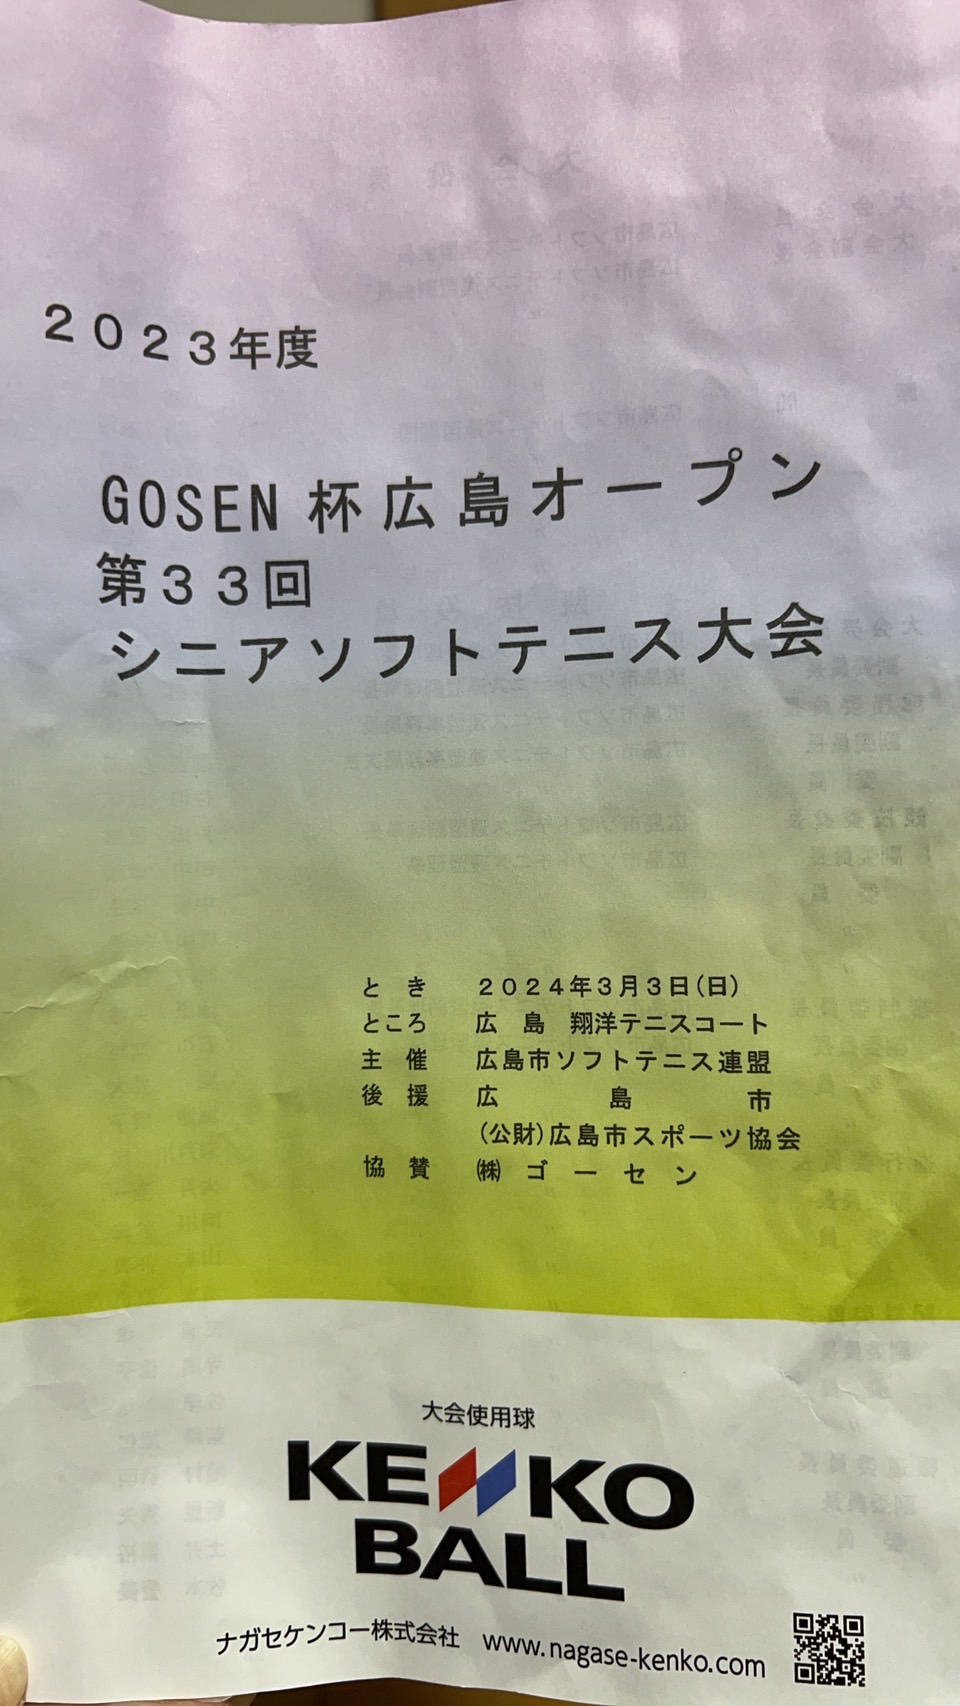 2023年度
GOSEN杯広島オープン
第33回
シニアソフトテニス大会
とき 2024年3月3日(日)
ところ 広島 翔洋テニスコート
主催 広島市ソフトテニス連盟
後援 広島市
(公財)広島市スポーツ協会
協賛 ㈱ゴーセン
大会使用球
KENKO
BALL
ナガセケンコー株式会社 www.nagase-kenko.com